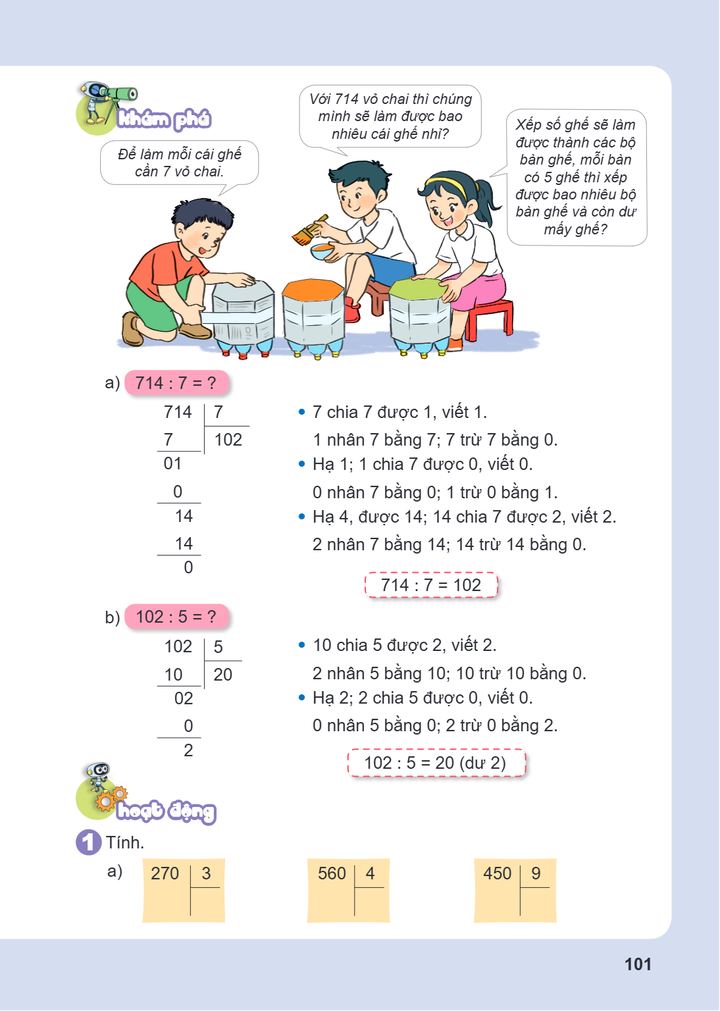 khám phá
Để làm mỗi cái ghế
cần 7 vỏ chai.
Với 714 vỏ chai thì chúng
mình sẽ làm được bao
nhiêu cái ghế nhỉ?
Xếp số ghế sẽ làm
được thành các bộ
bàn ghế, mỗi bàn
có 5 ghế thì xếp
được bao nhiêu bộ
bàn ghế và còn dư
mấy ghế?
a) 714 : 7 = ?
714 7
7 102
01
0
14
14
0
• 7 chia 7 được 1, viết 1.
1 nhân 7 bằng 7; 7 trừ 7 bằng 0.
• Hạ 1; 1 chia 7 được 0, viết 0.
0 nhân 7 bằng 0; 1 trừ 0 bằng 1.
• Hạ 4, được 14; 14 chia 7 được 2, viết 2.
2 nhân 7 bằng 14; 14 trừ 14 bằng 0.
714 : 7 = 102
b) 102 : 5 = ?
102 5
10 20
02
0
2
• 10 chia 5 được 2, viết 2.
2 nhân 5 bằng 10; 10 trừ 10 bằng 0.
• Hạ 2; 2 chia 5 được 0, viết 0.
0 nhân 5 bằng 0; 2 trừ 0 bằng 2.
102 : 5 = 20 (dư 2)
hoạt động
1 Tính.
a) 270 3 560 4 450 9
101